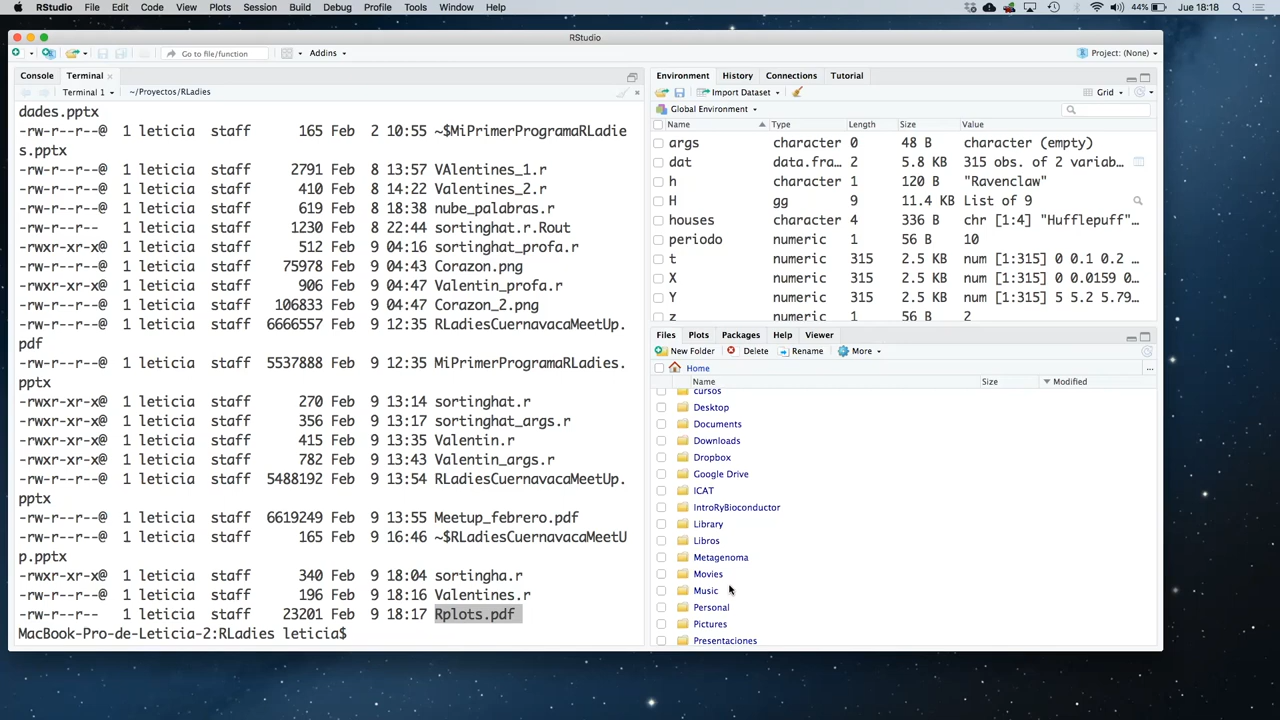 RStudio File Edit Code View Plots Session Build Debug Profile Tools Window Help 44% Jue 18:18
RStudio
Go to file/function Addins Project: (None)
Console Terminal
Terminal 1 ~/Proyectos/RLadies
dades.pptx
-rw-r--r--@ 1 leticia staff 165 Feb 2 10:55 ~$MiPrimerProgramaRLadie
s.pptx
-rw-r--r--@ 1 leticia staff 2791 Feb 8 13:57 VAlentines_1.r
-rw-r--r--@ 1 leticia staff 410 Feb 8 14:22 Valentines_2.r
-rw-r--r--@ 1 leticia staff 619 Feb 8 18:38 nube_palabras.r
-rw-r--r-- 1 leticia staff 1230 Feb 8 22:44 sortinghat.r.Rout
-rwxr-xr-x@ 1 leticia staff 512 Feb 9 04:16 sortinghat_profa.r
-rw-r--r--@ 1 leticia staff 75978 Feb 9 04:43 Corazon.png
-rwxr-xr-x@ 1 leticia staff 906 Feb 9 04:47 Valentin_profa.r
-rw-r--r--@ 1 leticia staff 106833 Feb 9 04:47 Corazon_2.png
-rw-r--r--@ 1 leticia staff 6666557 Feb 9 12:35 RLadiesCuernavacaMeetUp.
pdf
-rw-r--r--@ 1 leticia staff 5537888 Feb 9 12:35 MiPrimerProgramaRLadies.
pptx
-rwxr-xr-x@ 1 leticia staff 270 Feb 9 13:14 sortinghat.r
-rwxr-xr-x@ 1 leticia staff 356 Feb 9 13:17 sortinghat_args.r
-rwxr-xr-x@ 1 leticia staff 415 Feb 9 13:35 Valentin.r
-rwxr-xr-x@ 1 leticia staff 782 Feb 9 13:43 Valentin_args.r
-rw-r--r--@ 1 leticia staff 5488192 Feb 9 13:54 RLadiesCuernavacaMeetUp.
pptx
-rw-r--r--@ 1 leticia staff 6619249 Feb 9 13:55 Meetup_febrero.pdf
-rw-r--r--@ 1 leticia staff 165 Feb 9 16:46 ~$RLadiesCuernavacaMeetU
p.pptx
-rwxr-xr-x@ 1 leticia staff 340 Feb 9 18:04 sortingha.r
-rwxr-xr-x@ 1 leticia staff 196 Feb 9 18:16 Valentines.r
-rw-r--r-- 1 leticia staff 23201 Feb 9 18:17 Rplots.pdf
MacBook-Pro-de-Leticia-2:RLadies leticia$
Environment History Connections Tutorial
Import Dataset Grid
Global Environment
Name Type Length Size Value
args character 0 48 B character (empty)
dat data.fra... 2 5.8 KB 315 obs. of 2 variab...
h character 1 120 B "Ravenclaw"
H gg 9 11.4 KB List of 9
houses character 4 336 B chr [1:4] "Hufflepuff"...
periodo numeric 1 56 B 10
t numeric 315 2.5 KB num [1:315] 0 0.1 0.2 ...
X numeric 315 2.5 KB num [1:315] 0 0.0159 0...
Y numeric 315 2.5 KB num [1:315] 5 5.2 5.79...
z numeric 1 56 B 2
Files Plots Packages Help Viewer
New Folder Delete Rename More
Home ...
Name Size Modified
cursos
Desktop
Documents
Downloads
Dropbox
Google Drive
ICAT
IntroRyBioconductor
Library
Libros
Metagenoma
Movies
Music
Personal
Pictures
Presentaciones